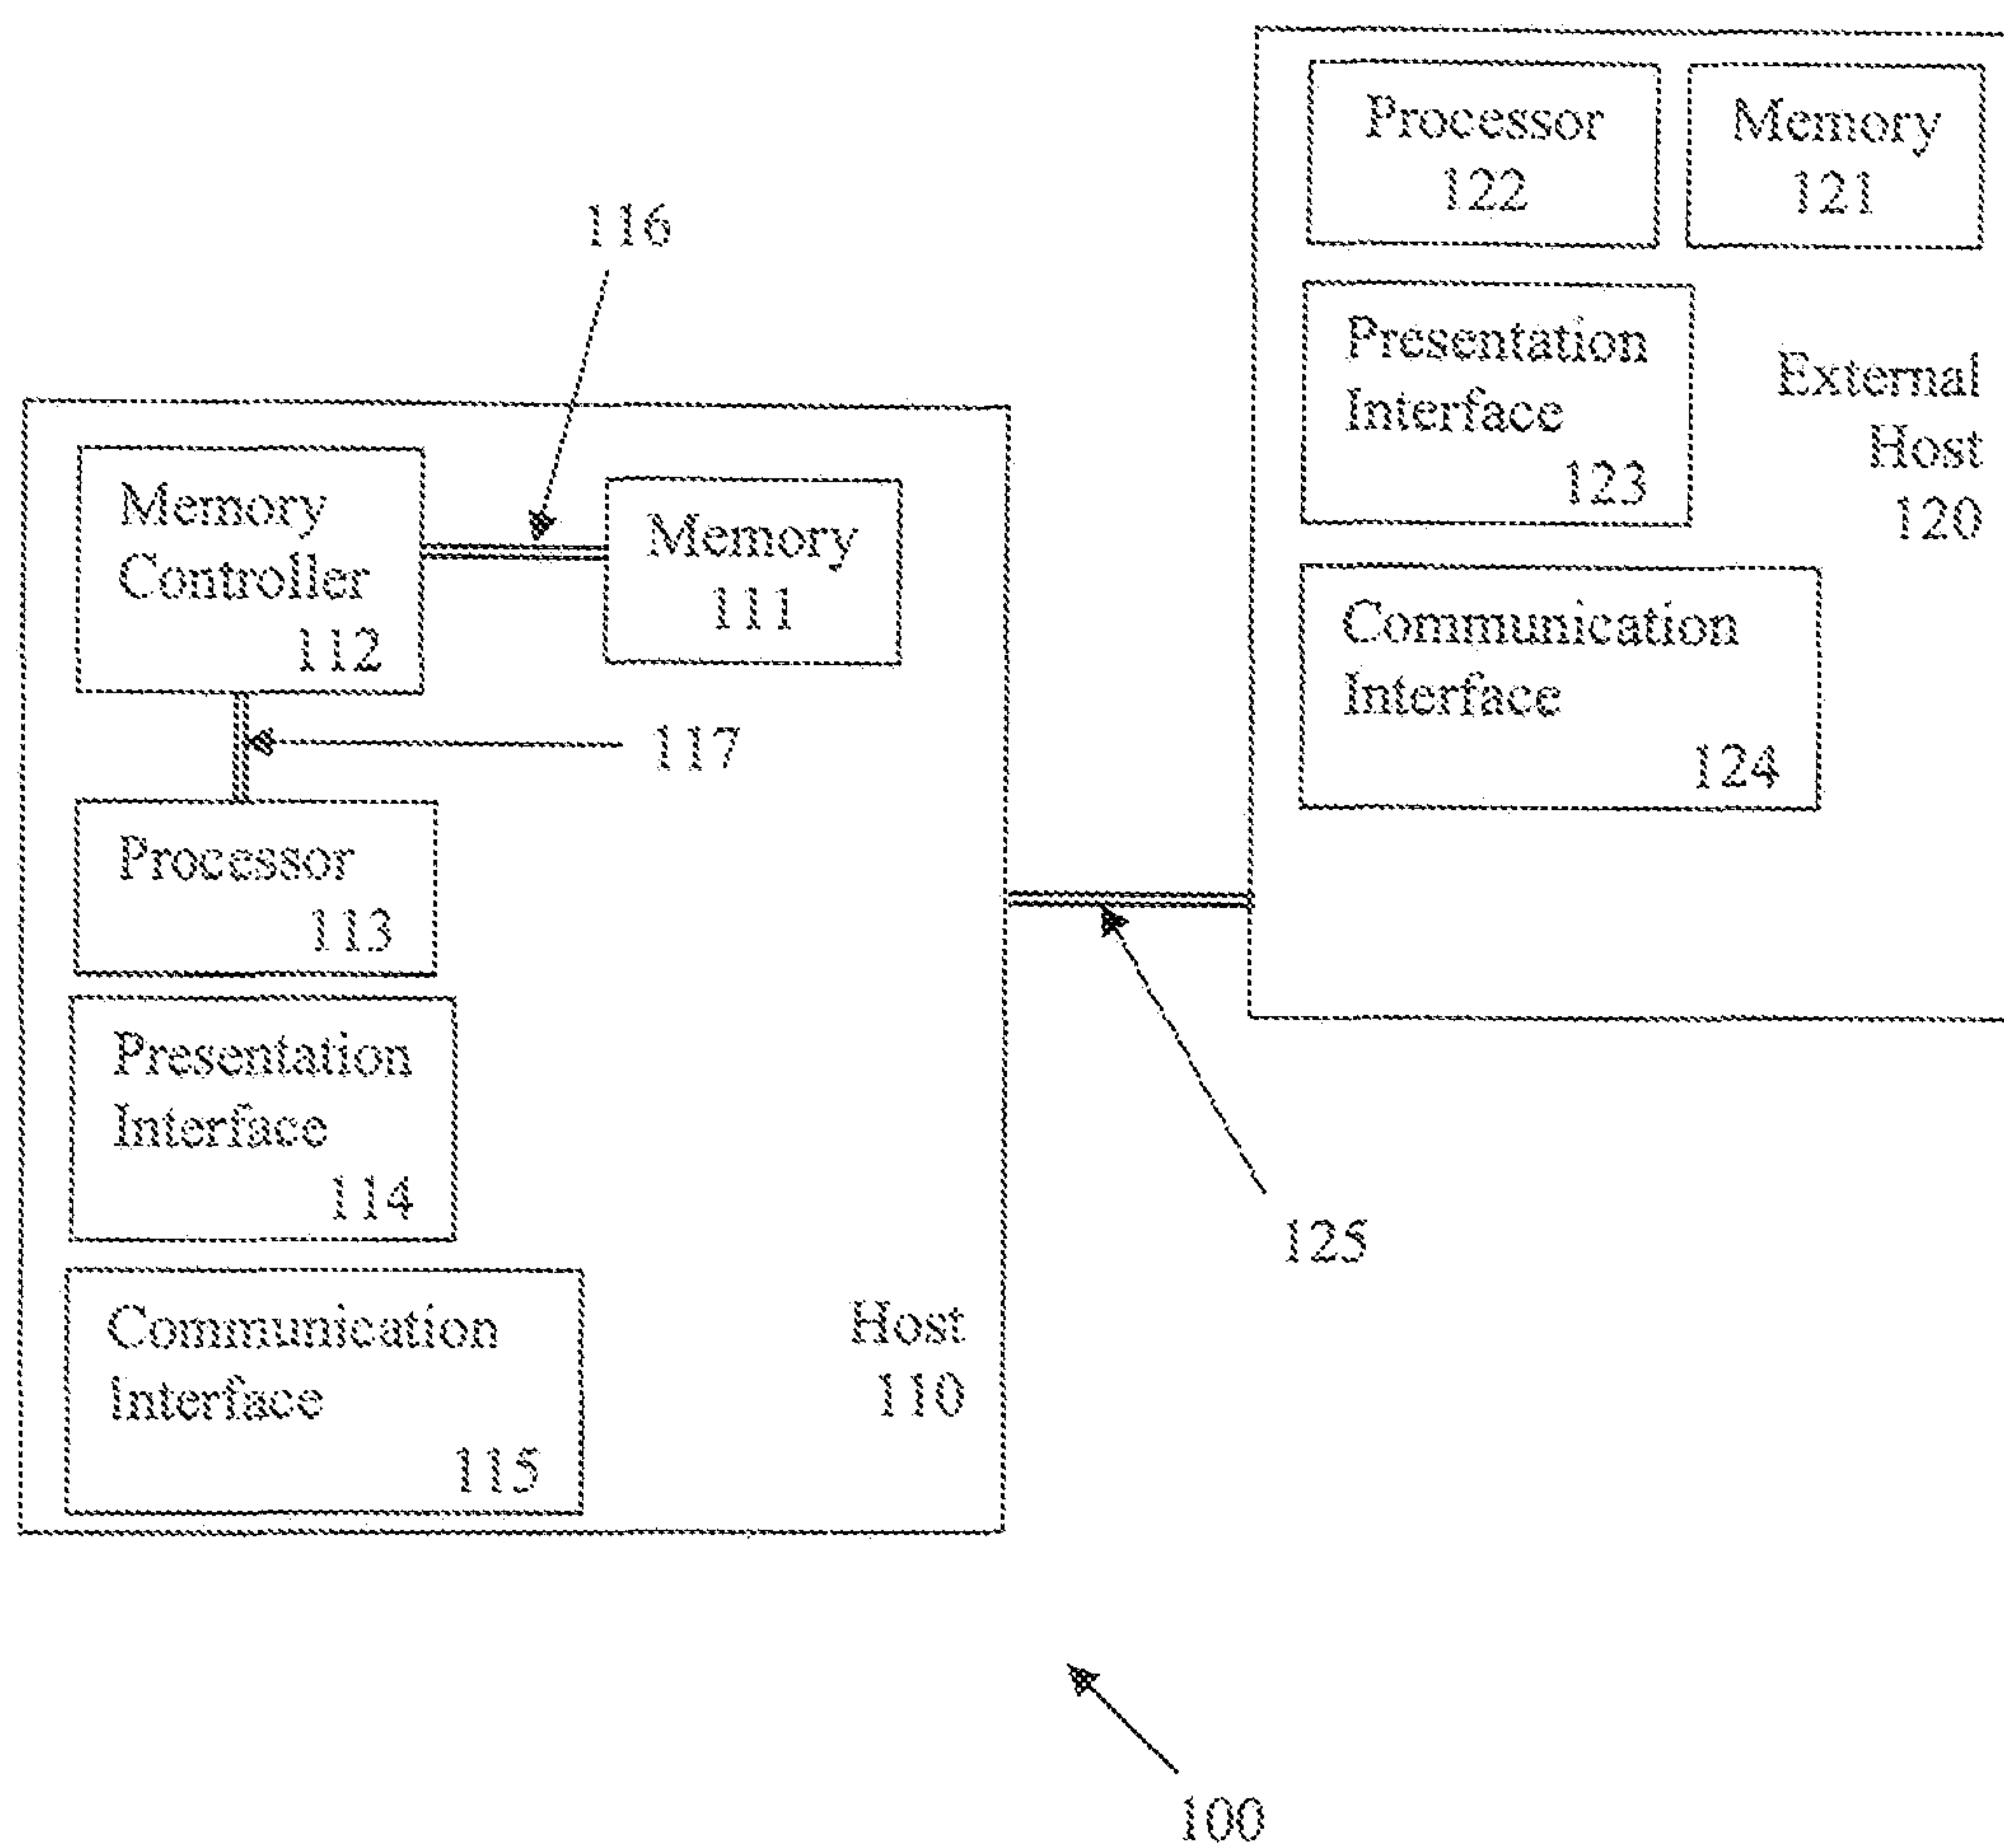 116
Memory
Controller
112
Memory
111
117
Processor
113
Presentation
Interface
114
Communication
Interface
115
Host
110
Processor
122
Memory
121
Presentation
Interface
123
External
Host
120
Communication
Interface
124
125
100